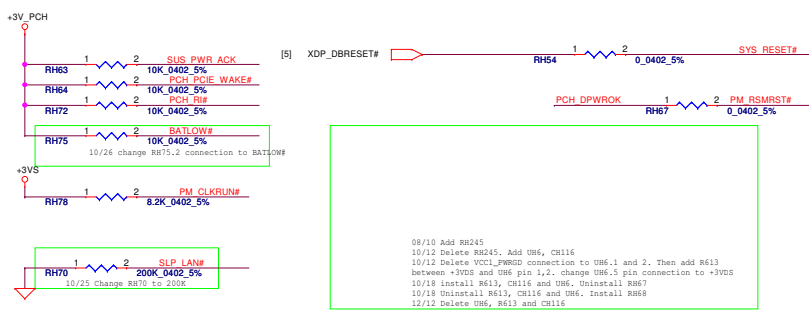 +3V_PCH
1 2 SUS_PWR_ACK
RH63 10K_0402_5%
1 2 PCH_PCIE_WAKE#
RH64 10K_0402_5%
1 2 PCH_RI#
RH72 10K_0402_5%
1 2 BATLOW#
RH75 10K_0402_5%
10/26 change RH75.2 connection to BATLOW#
+3VS
1 2 PM_CLKRUN#
RH78 8.2K_0402_5%
1 2 SLP_LAN#
RH70 200K_0402_5%
10/25 Change RH70 to 200K
[5] XDP_DBRESET# 1 2 SYS_RESET#
RH54 0_0402_5%
PCH_DPWROK 1 2 PM_RSMRST#
RH67 0_0402_5%
08/10 Add RH245
10/12 Delete RH245. Add UH6, CH116
10/12 Delete VCC1_PWRGD connection to UH6.1 and 2. Then add R613
between +3VDS and UH6 pin 1,2. change UH6.5 pin connection to +3VDS
10/18 install R613, CH116 and UH6. Uninstall RH67
10/18 Uninstall R613, CH116 and UH6. Install RH68
12/12 Delete UH6, R613 and CH116